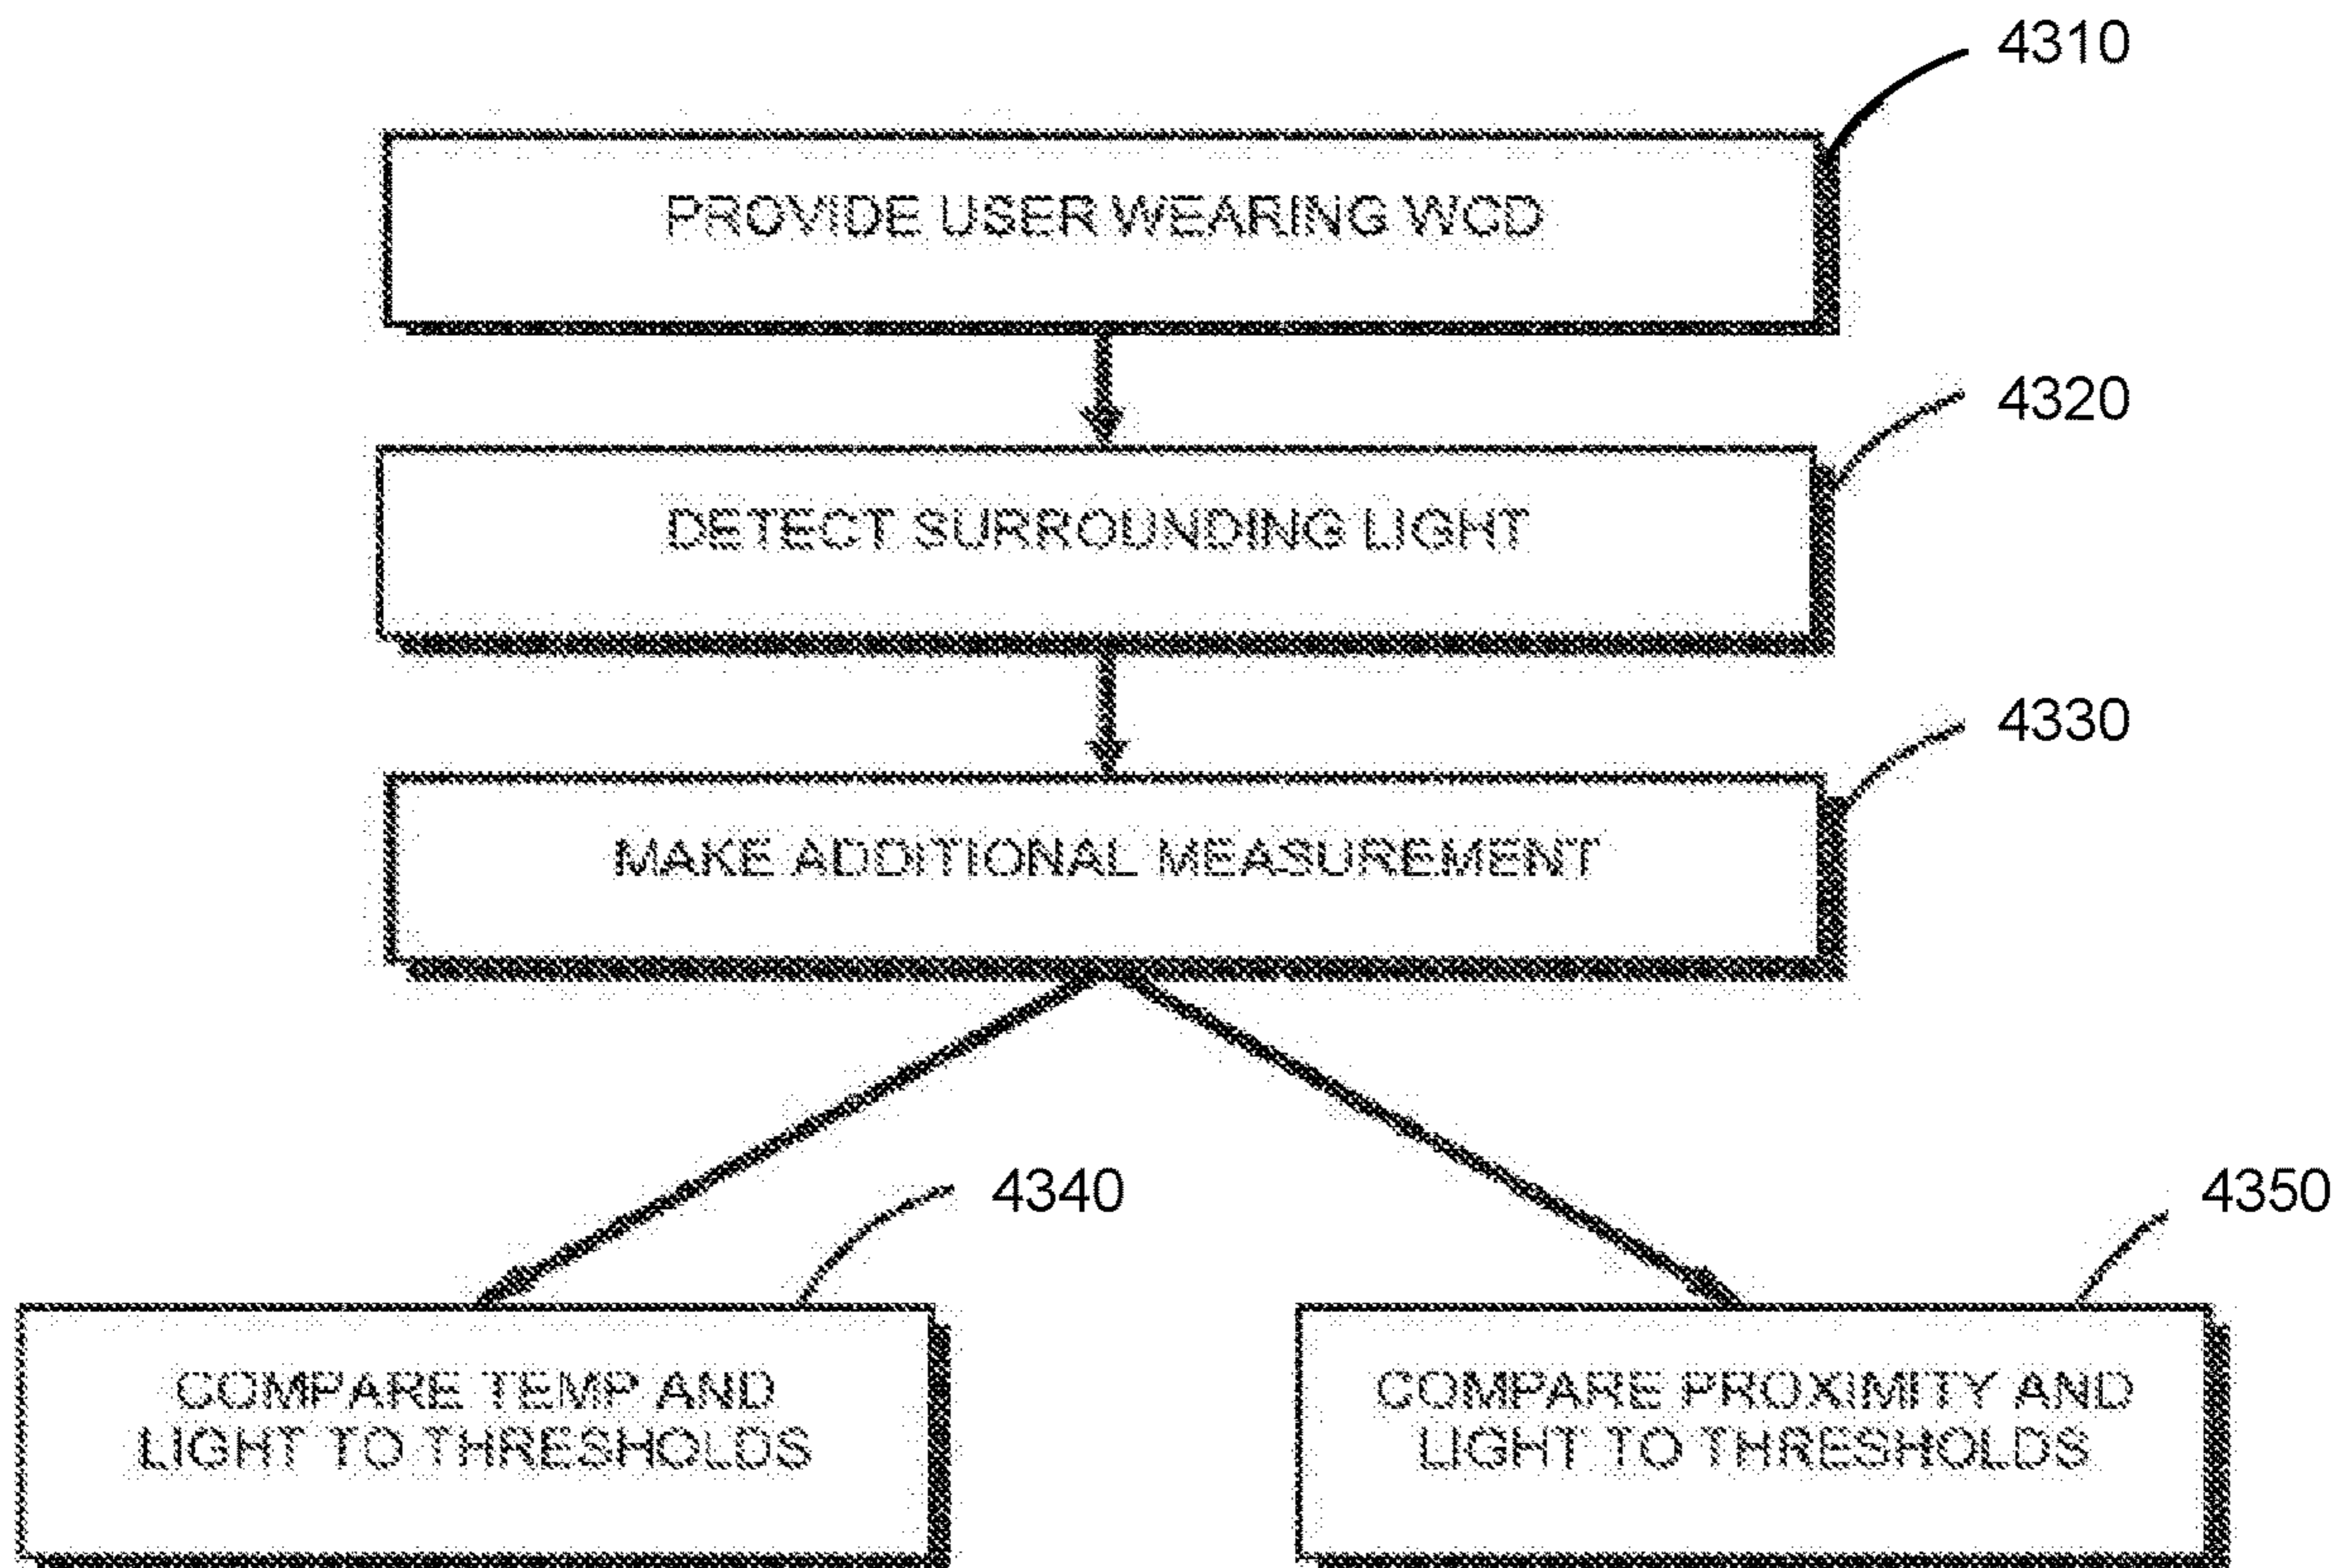 4310
PROVIDE USER WEARING WCD
4320
DETECT SURROUNDING LIGHT
4330
MAKE ADDITIONAL MEASUREMENT
4340
COMPARE TEMP AND
LIGHT TO THRESHOLDS
4350
COMPARE PROXIMITY AND
LIGHT TO THRESHOLDS